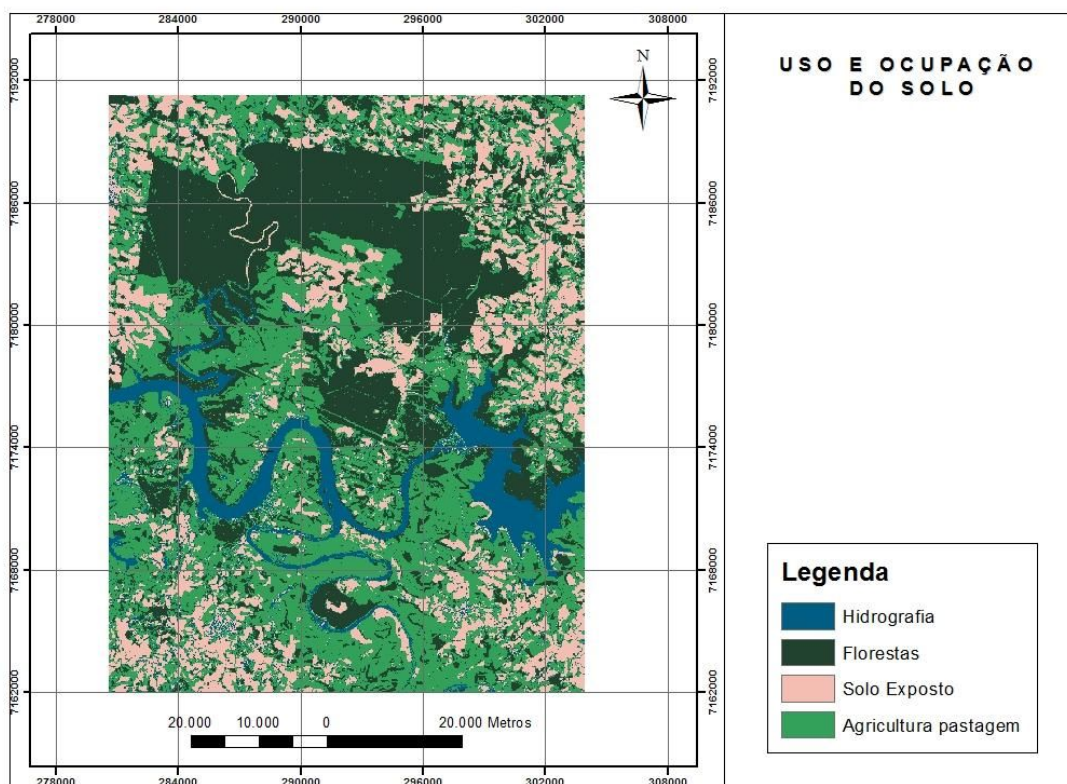 278000 284000 290000 296000 302000 308000
USO E OCUPAÇÃO
DO SOLO
N
7192000 7192000
7186000 7186000
7180000 7180000
7174000 7174000
7168000 7168000
7162000 7162000
Legenda
Hidrografia
Florestas
Solo Exposto
Agricultura pastagem
20.000 10.000 0 20.000 Metros
278000 284000 290000 296000 302000 308000